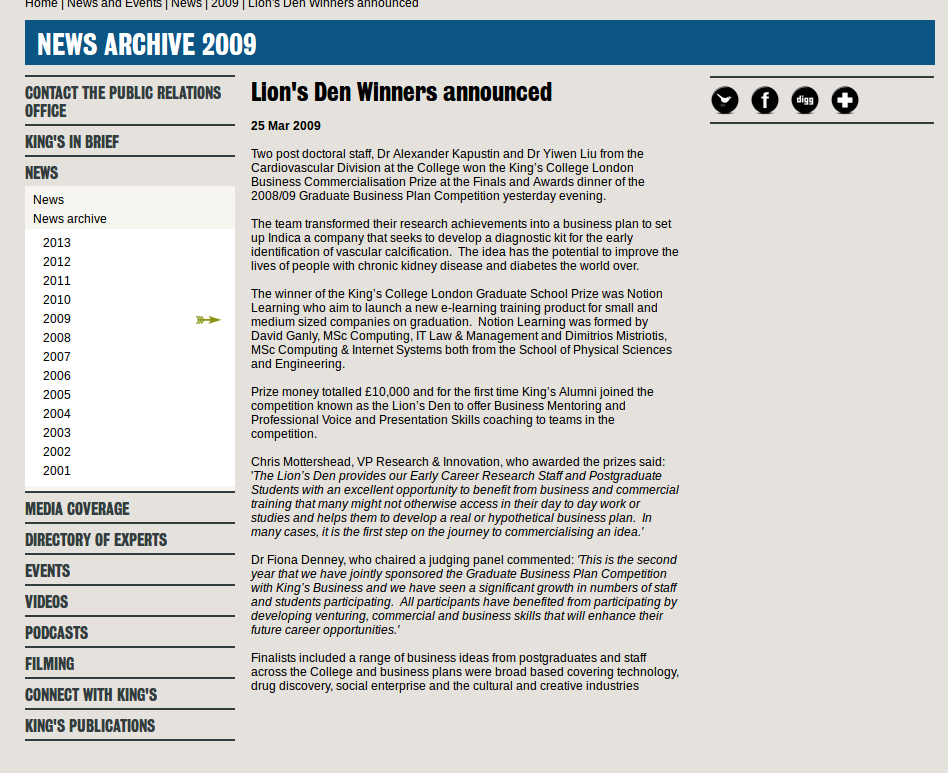 Home | News and Events | News | 2009 | Lion's Den Winners announced
NEWS ARCHIVE 2009
CONTACT THE PUBLIC RELATIONS
OFFICE
KING'S IN BRIEF
NEWS
News
News archive
2013
2012
2011
2010
2009
2008
2007
2006
2005
2004
2003
2002
2001
MEDIA COVERAGE
DIRECTORY OF EXPERTS
EVENTS
VIDEOS
PODCASTS
FILMING
CONNECT WITH KING'S
KING'S PUBLICATIONS
Lion's Den Winners announced
25 Mar 2009
Two post doctoral staff, Dr Alexander Kapustin and Dr Yiwen Liu from the
Cardiovascular Division at the College won the King's College London
Business Commercialisation Prize at the Finals and Awards dinner of the
2008/09 Graduate Business Plan Competition yesterday evening.
The team transformed their research achievements into a business plan to set
up Indica a company that seeks to develop a diagnostic kit for the early
identification of vascular calcification.  The idea has the potential to improve the
lives of people with chronic kidney disease and diabetes the world over.
The winner of the King's College London Graduate School Prize was Notion
Learning who aim to launch a new e-learning training product for small and
medium sized companies on graduation.  Notion Learning was formed by
David Ganly, MSc Computing, IT Law & Management and Dimitrios Mistriotis,
MSc Computing & Internet Systems both from the School of Physical Sciences
and Engineering.
Prize money totalled £10,000 and for the first time King's Alumni joined the
competition known as the Lion's Den to offer Business Mentoring and
Professional Voice and Presentation Skills coaching to teams in the
competition.
Chris Mottershead, VP Research & Innovation, who awarded the prizes said:
'The Lion's Den provides our Early Career Research Staff and Postgraduate
Students with an excellent opportunity to benefit from business and commercial
training that many might not otherwise access in their day to day work or
studies and helps them to develop a real or hypothetical business plan.  In
many cases, it is the first step on the journey to commercialising an idea.'
Dr Fiona Denney, who chaired a judging panel commented: 'This is the second
year that we have jointly sponsored the Graduate Business Plan Competition
with King's Business and we have seen a significant growth in numbers of staff
and students participating.  All participants have benefited from participating by
developing venturing, commercial and business skills that will enhance their
future career opportunities.'
Finalists included a range of business ideas from postgraduates and staff
across the College and business plans were broad based covering technology,
drug discovery, social enterprise and the cultural and creative industries
f
digg